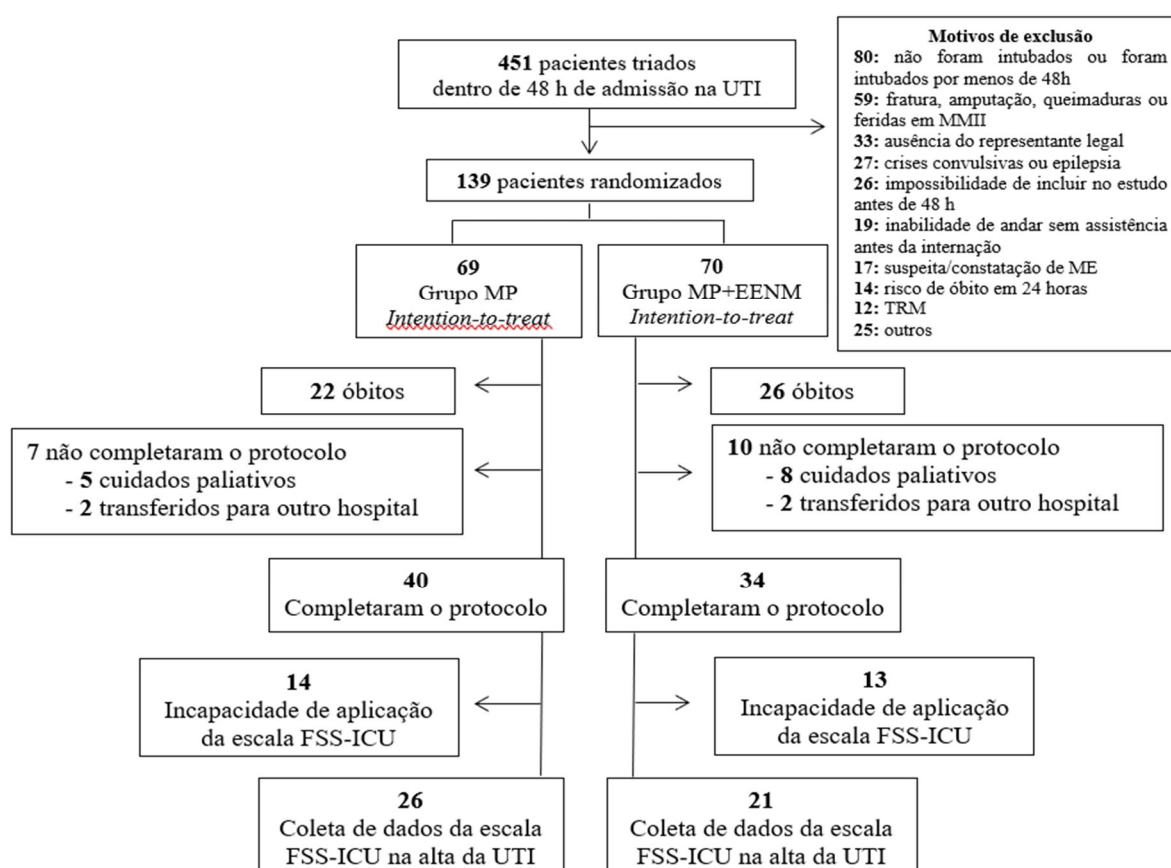 451 pacientes triados
dentro de 48 h de admissão na UTI
Motivos de exclusão
80: não foram intubados ou foram
intubados por menos de 48h
59: fratura, amputação, queimaduras ou
feridas em MMII
33: ausência do representante legal
27: crises convulsivas ou epilepsia
26: impossibilidade de incluir no estudo
antes de 48 h
19: inabilidade de andar sem assistência
antes da internação
17: suspeita/constatação de ME
14: risco de óbito em 24 horas
12: TRM
25: outros
139 pacientes randomizados
69
Grupo MP
Intention-to-treat
70
Grupo MP+EENM
Intention-to-treat
22 óbitos
26 óbitos
7 não completaram o protocolo
- 5 cuidados paliativos
- 2 transferidos para outro hospital
10 não completaram o protocolo
- 8 cuidados paliativos
- 2 transferidos para outro hospital
40
Completaram o protocolo
34
Completaram o protocolo
14
Incapacidade de aplicação
da escala FSS-ICU
13
Incapacidade de aplicação
da escala FSS-ICU
26
Coleta de dados da escala
FSS-ICU na alta da UTI
21
Coleta de dados da escala
FSS-ICU na alta da UTI